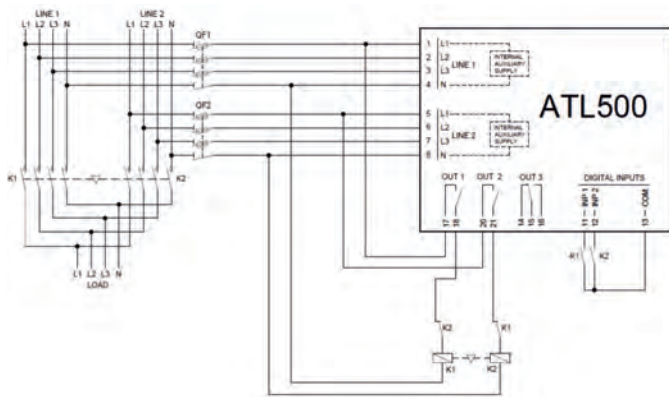 LINE 1 LINE 2
L1 L2 L3 N L1 L2 L3 N
QF1
1 L1
2 L2
3 L3
4 N
LINE 1
INTERNAL AUXILIARY SUPPLY
ATL500
QF2
5 L1
6 L2
7 L3
8 N
LINE 2
INTERNAL AUXILIARY SUPPLY
OUT 1 OUT 2 OUT 3
DIGITAL INPUTS
INP 1 INP 2 COM
17 18 20 21 14 15 16 11 12 13
K1 K2
K1 K2
L1 L2 L3 N
LOAD
K2 K1
K1 K2